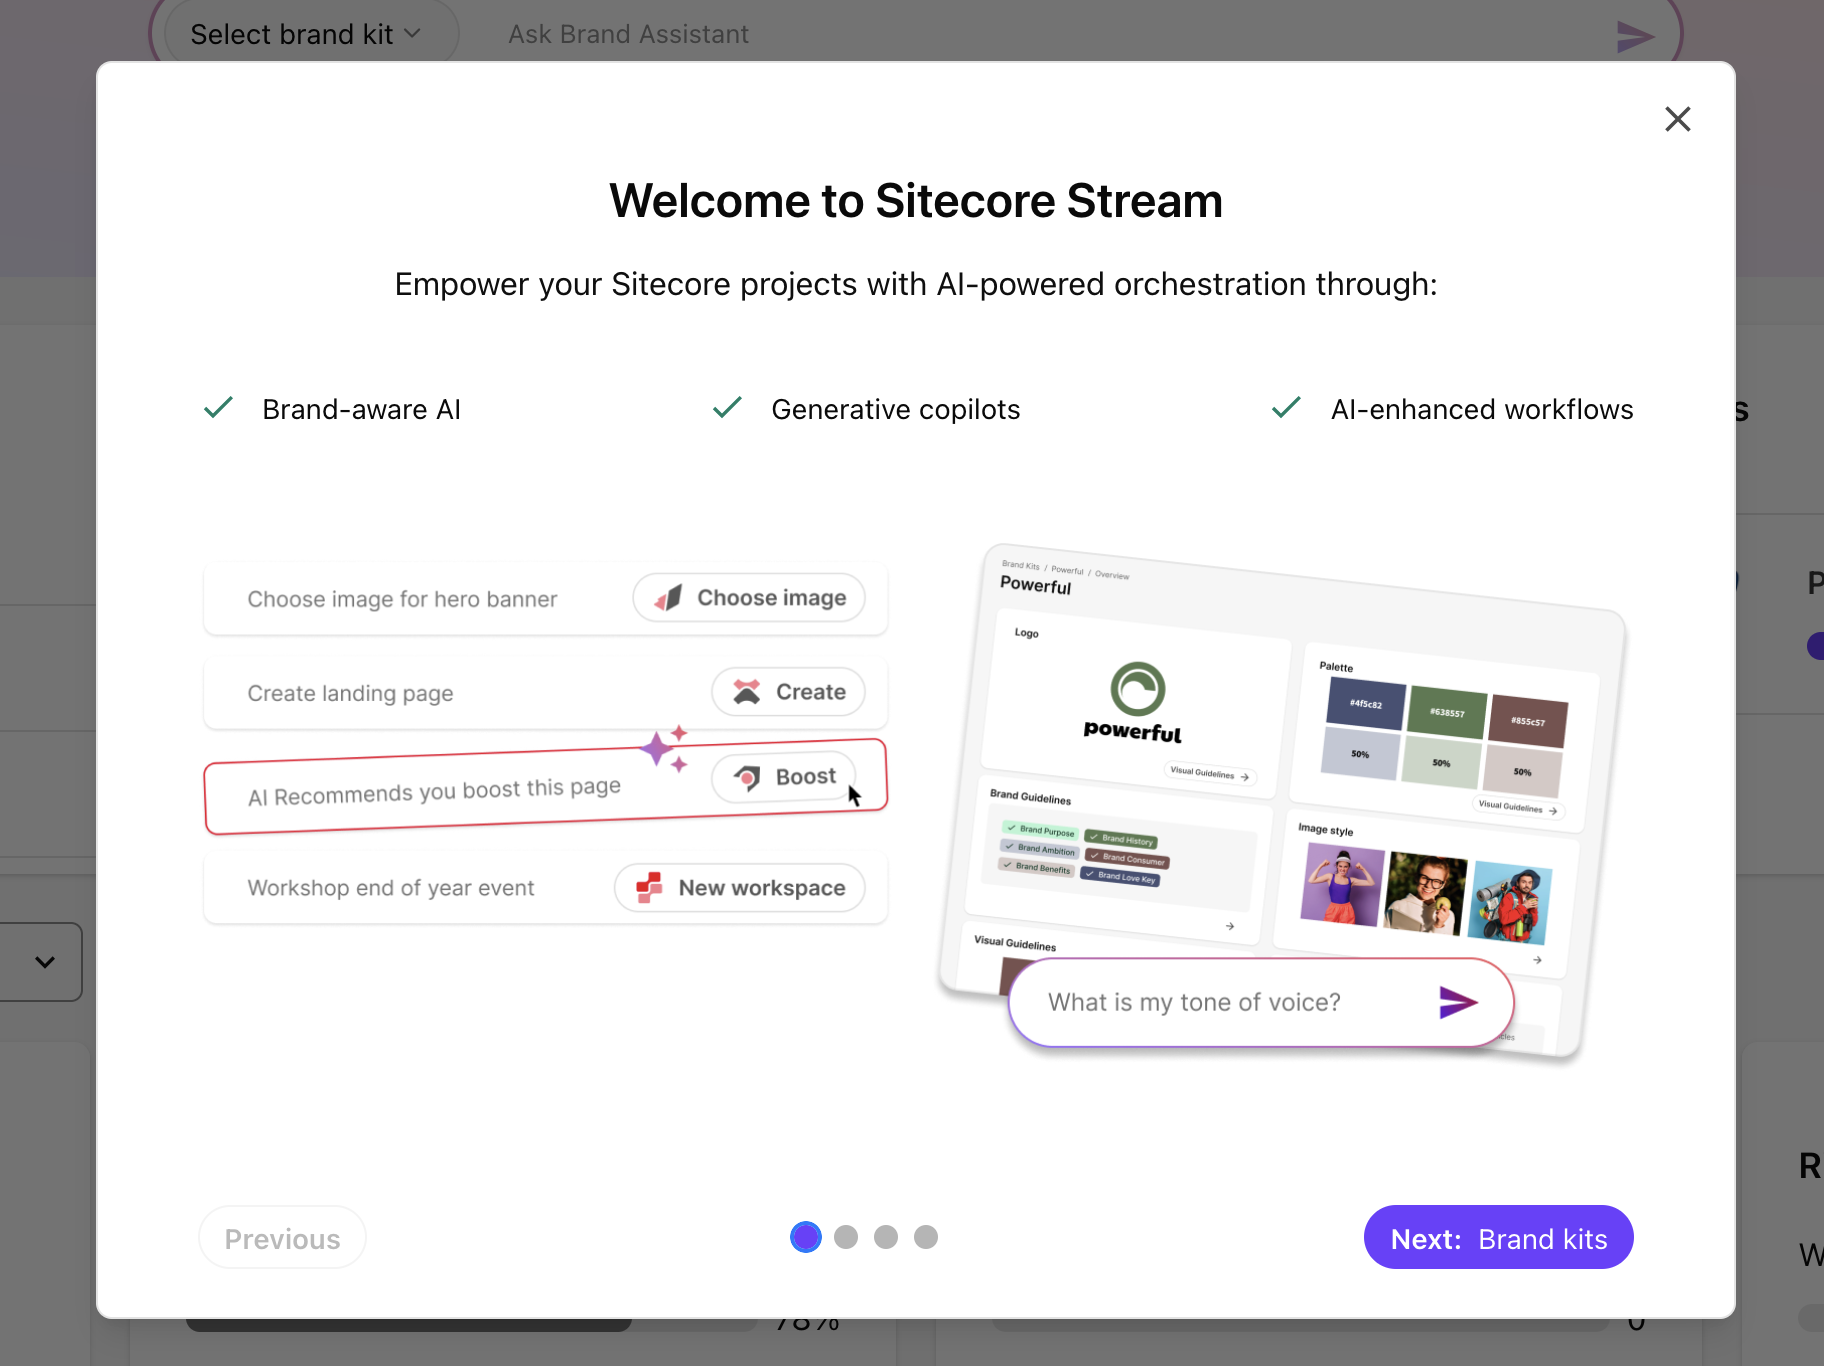 Select brand kit
Ask Brand Assistant
Welcome to Sitecore Stream
Empower your Sitecore projects with AI-powered orchestration through:
Brand-aware AI
Generative copilots
AI-enhanced workflows
Choose image for hero banner
Choose image
Create landing page
Create
AI Recommends you boost this page
Boost
Workshop end of year event
New workspace
Brand Kits / Powerful / Overview
Powerful
Logo
powerful
Visual Guidelines
Palette
#4f5c82
#638557
#855c57
50%
50%
50%
Visual Guidelines
Brand Guidelines
Brand Purpose
Brand History
Brand Ambition
Brand Consumer
Brand Benefits
Brand Love Key
Image style
Visual Guidelines
What is my tone of voice?
Previous
Next: Brand kits
78%
0